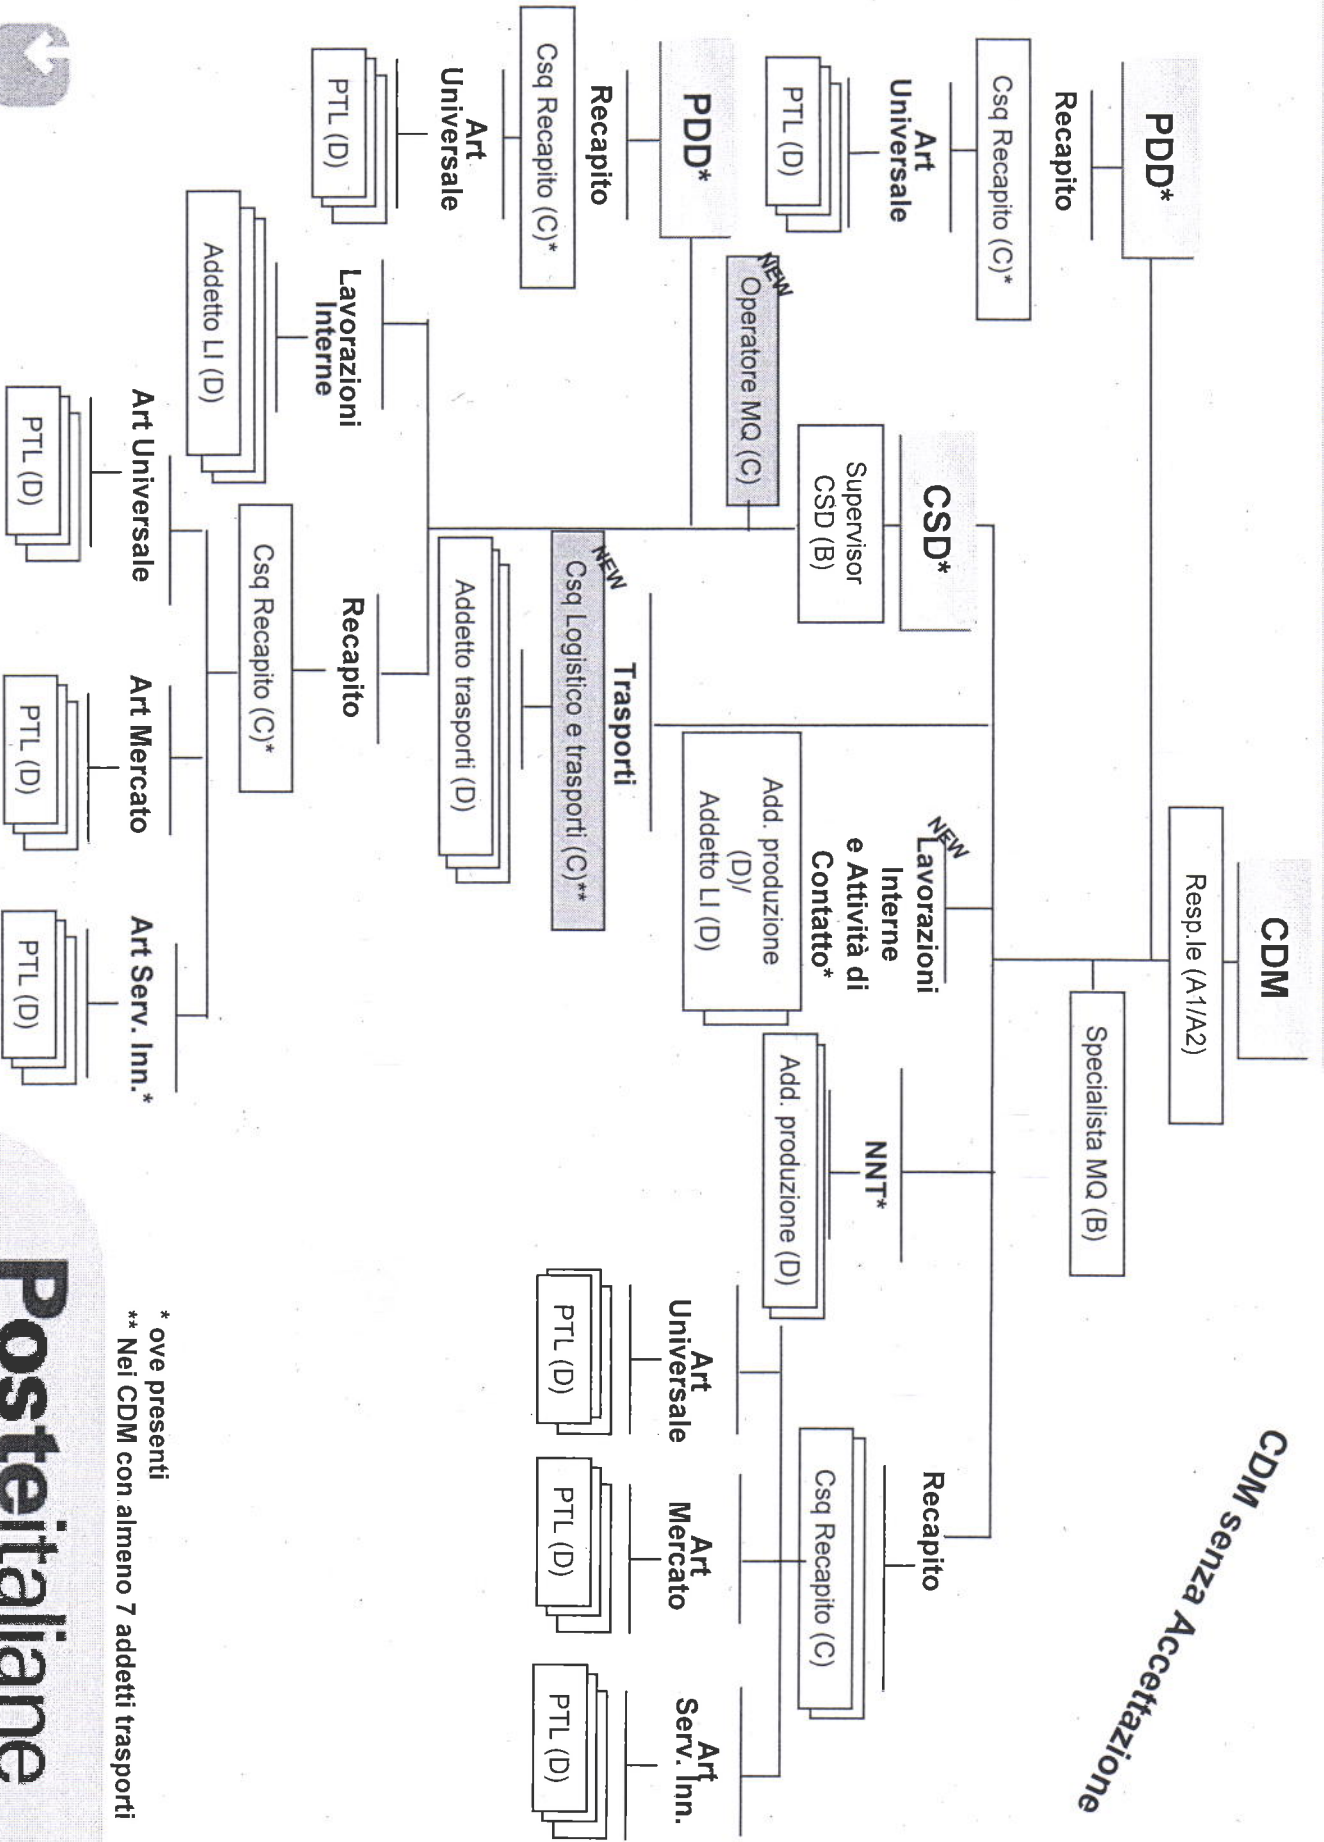 CDM senza Accettazione
CDM
Resp.le (A1/A2)
Specialista MQ (B)
PDD*
Recapito
Csq Recapito (C)*
Art
Universale
PTL (D)
CSD*
Supervisor
CSD (B)
NEW
Operatore MQ (C)
PDD*
Recapito
Csq Recapito (C)*
Art
Universale
PTL (D)
NEW
Lavorazioni
Interne
e Attività di
Contatto*
Add. produzione
(D)/
Addetto LI (D)
NNT*
Add. produzione (D)
Recapito
Csq Recapito (C)
Art
Universale
PTL (D)
Art
Mercato
PTL (D)
Art
Serv. Inn.
PTL (D)
Trasporti
NEW
Csq Logistico e trasporti (C)**
Addetto trasporti (D)
Lavorazioni
Interne
Addetto LI (D)
Recapito
Csq Recapito (C)*
Art Universale
PTL (D)
Art Mercato
PTL (D)
Art Serv. Inn.*
PTL (D)
* ove presenti
** Nei CDM con almeno 7 addetti trasporti
Posteitaliane